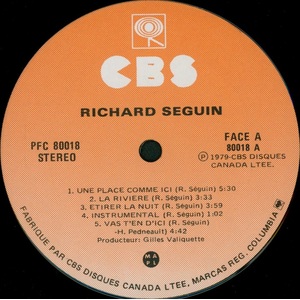 CBS
RICHARD SEGUIN
PFC 80018
STEREO
FACE A
80018 A
Ⓟ 1979-CBS DISQUES
CANADA LTEE.
1. UNE PLACE COMME ICI (R. Séguin) 5:30
2. LA RIVIERE (R. Séguin) 3:33
3. ETIRER LA NUIT (R. Séguin) 3:39
4. INSTRUMENTAL (R. Séguin) 1:02
5. VAS T'EN D'ICI (R. Séguin
-H. Pedneault) 4:42
Producteur: Gilles Valiquette
MAPL
FABRIQUE PAR CBS DISQUES CANADA LTEE, MARCAS REG. COLUMBIA